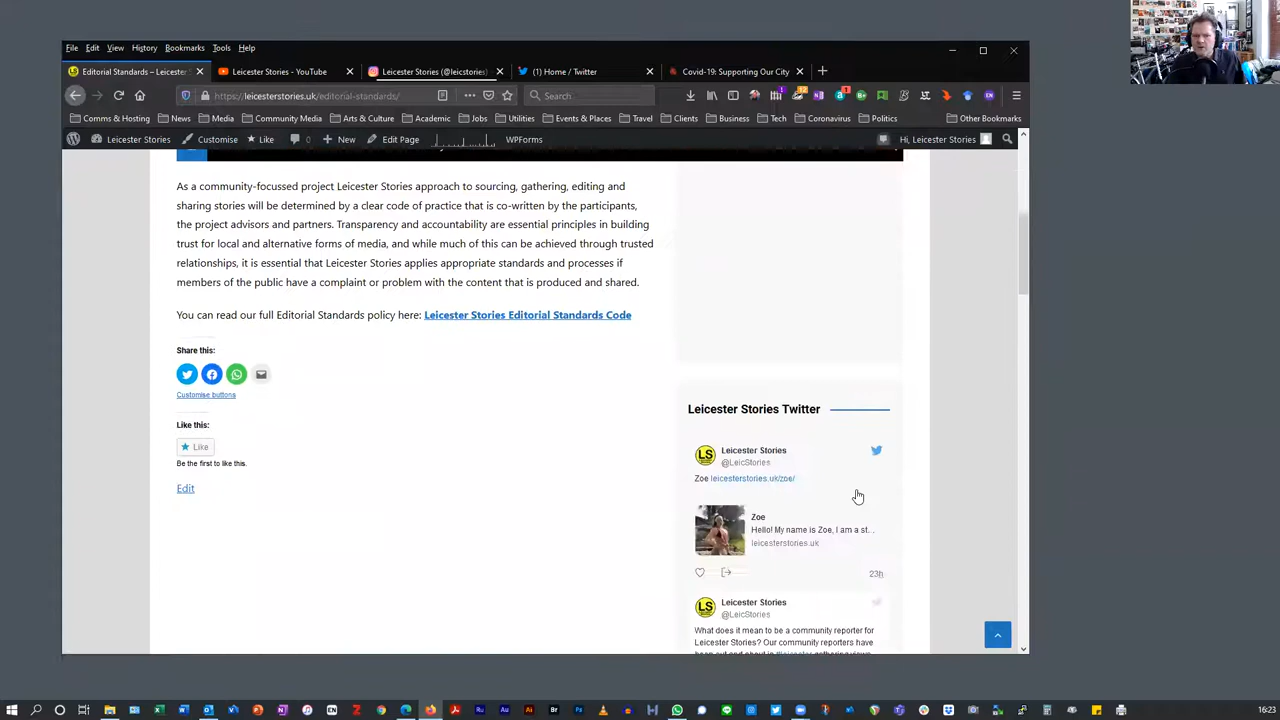 File Edit View History Bookmarks Tools Help
Editorial Standards – Leicester
Leicester Stories - YouTube
Leicester Stories (@leicstories)
(1) Home / Twitter
Covid-19: Supporting Our City
https://leicesterstories.uk/editorial-standards/
Search
Comms & Hosting News Media Community Media Arts & Culture Academic Jobs Utilities Events & Places Travel Clients Business Tech Coronavirus Politics Other Bookmarks
Leicester Stories Customise Like 0 New Edit Page WPForms Hi, Leicester Stories
As a community-focussed project Leicester Stories approach to sourcing, gathering, editing and
sharing stories will be determined by a clear code of practice that is co-written by the participants,
the project advisors and partners. Transparency and accountability are essential principles in building
trust for local and alternative forms of media, and while much of this can be achieved through trusted
relationships, it is essential that Leicester Stories applies appropriate standards and processes if
members of the public have a complaint or problem with the content that is produced and shared.
You can read our full Editorial Standards policy here: Leicester Stories Editorial Standards Code
Share this:
Customise buttons
Like this:
Like
Be the first to like this.
Edit
Leicester Stories Twitter
Leicester Stories
@LeicStories
Zoe leicesterstories.uk/zoe/
Zoe
Hello! My name is Zoe, I am a st...
leicesterstories.uk
23h
Leicester Stories
@LeicStories
What does it mean to be a community reporter for
Leicester Stories? Our community reporters have
been out and about in #leicester gathering views
16:23